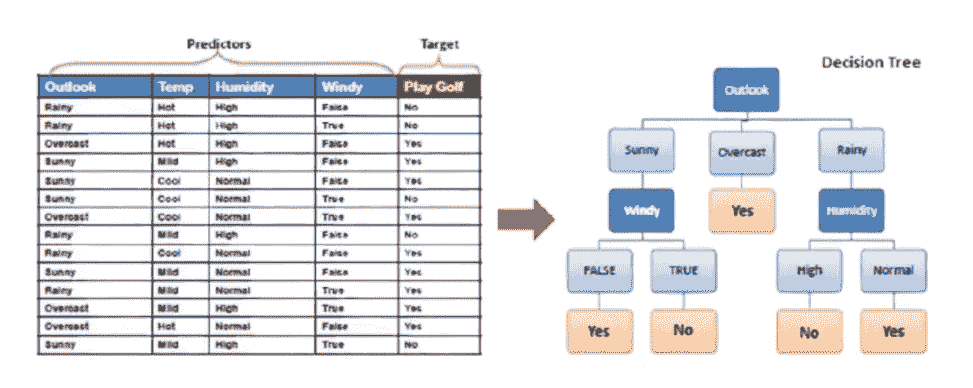 Predictors Target
Outlook Temp Humidity Windy Play Golf
Rainy Hot High False No
Rainy Hot High True No
Overcast Hot High False Yes
Sunny Mild High False Yes
Sunny Cool Normal False Yes
Sunny Cool Normal True No
Overcast Cool Normal True Yes
Rainy Mild High False No
Rainy Cool Normal False Yes
Sunny Mild Normal False Yes
Rainy Mild Normal True Yes
Overcast Mild High True Yes
Overcast Hot Normal False Yes
Sunny Mild High True No
Decision Tree
Outlook
Sunny Overcast Rainy
Windy Yes Humidity
FALSE TRUE High Normal
Yes No No Yes